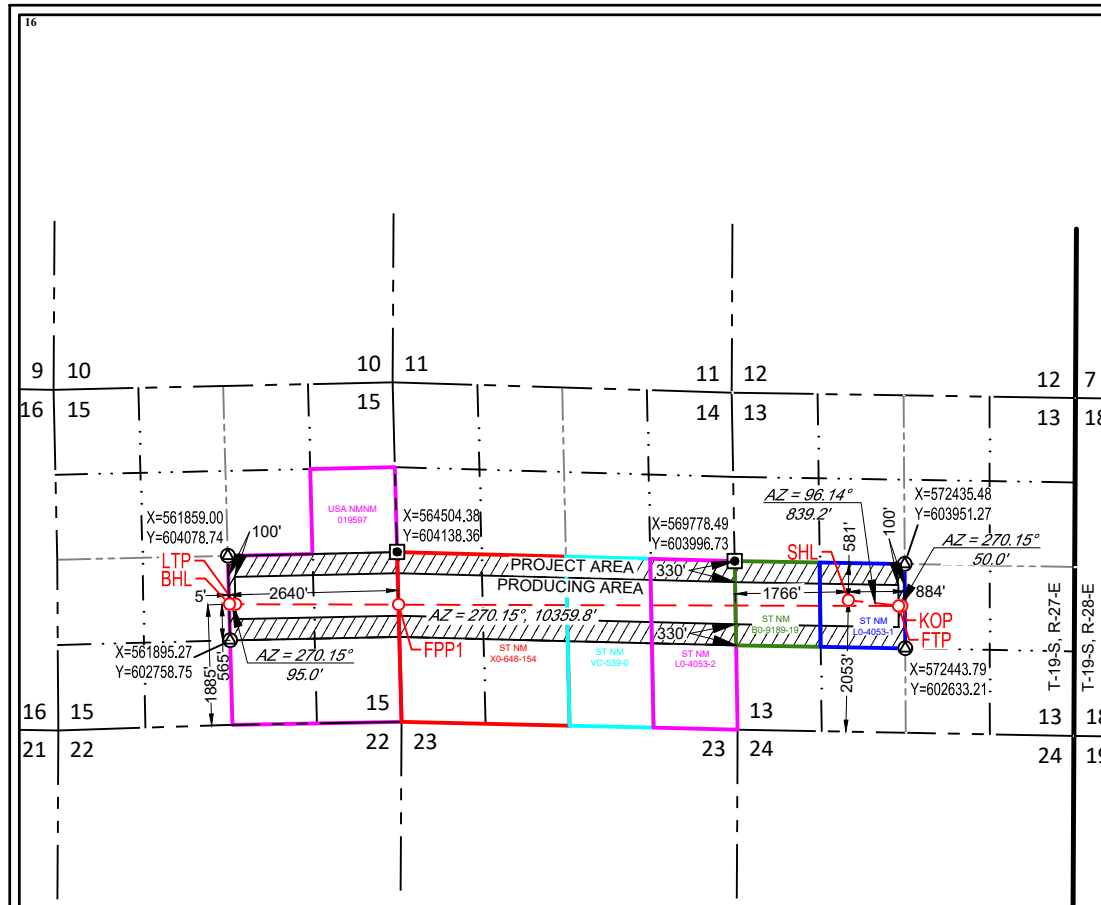 16
9 10
10 11
11 12
12 7
16 15
15
14 13
13 18
USA NMNM
019597
X=561859.00
Y=604078.74
100'
X=564504.38
Y=604138.36
X=569778.49
Y=603996.73
AZ = 96.14°
839.2'
X=572435.48
Y=603951.27
AZ = 270.15°
50.0'
LTP
BHL
5'
2640'
PROJECT AREA
PRODUCING AREA
330'
SHL
581'
100'
1766'
884'
KOP
FTP
FPP1
AZ = 270.15°, 10359.8'
330'
ST NM
X0-648-154
ST NM
VC-539-0
ST NM
L0-4053-2
ST NM
B0-9189-19
ST NM
L0-4053-1
X=561895.27
Y=602758.75
AZ = 270.15°
95.0'
1885'
565'
2053'
X=572443.79
Y=602633.21
T-19-S, R-27-E
T-19-S, R-28-E
16 15
15
13
13 18
21 22
22 23
23 24
24 19